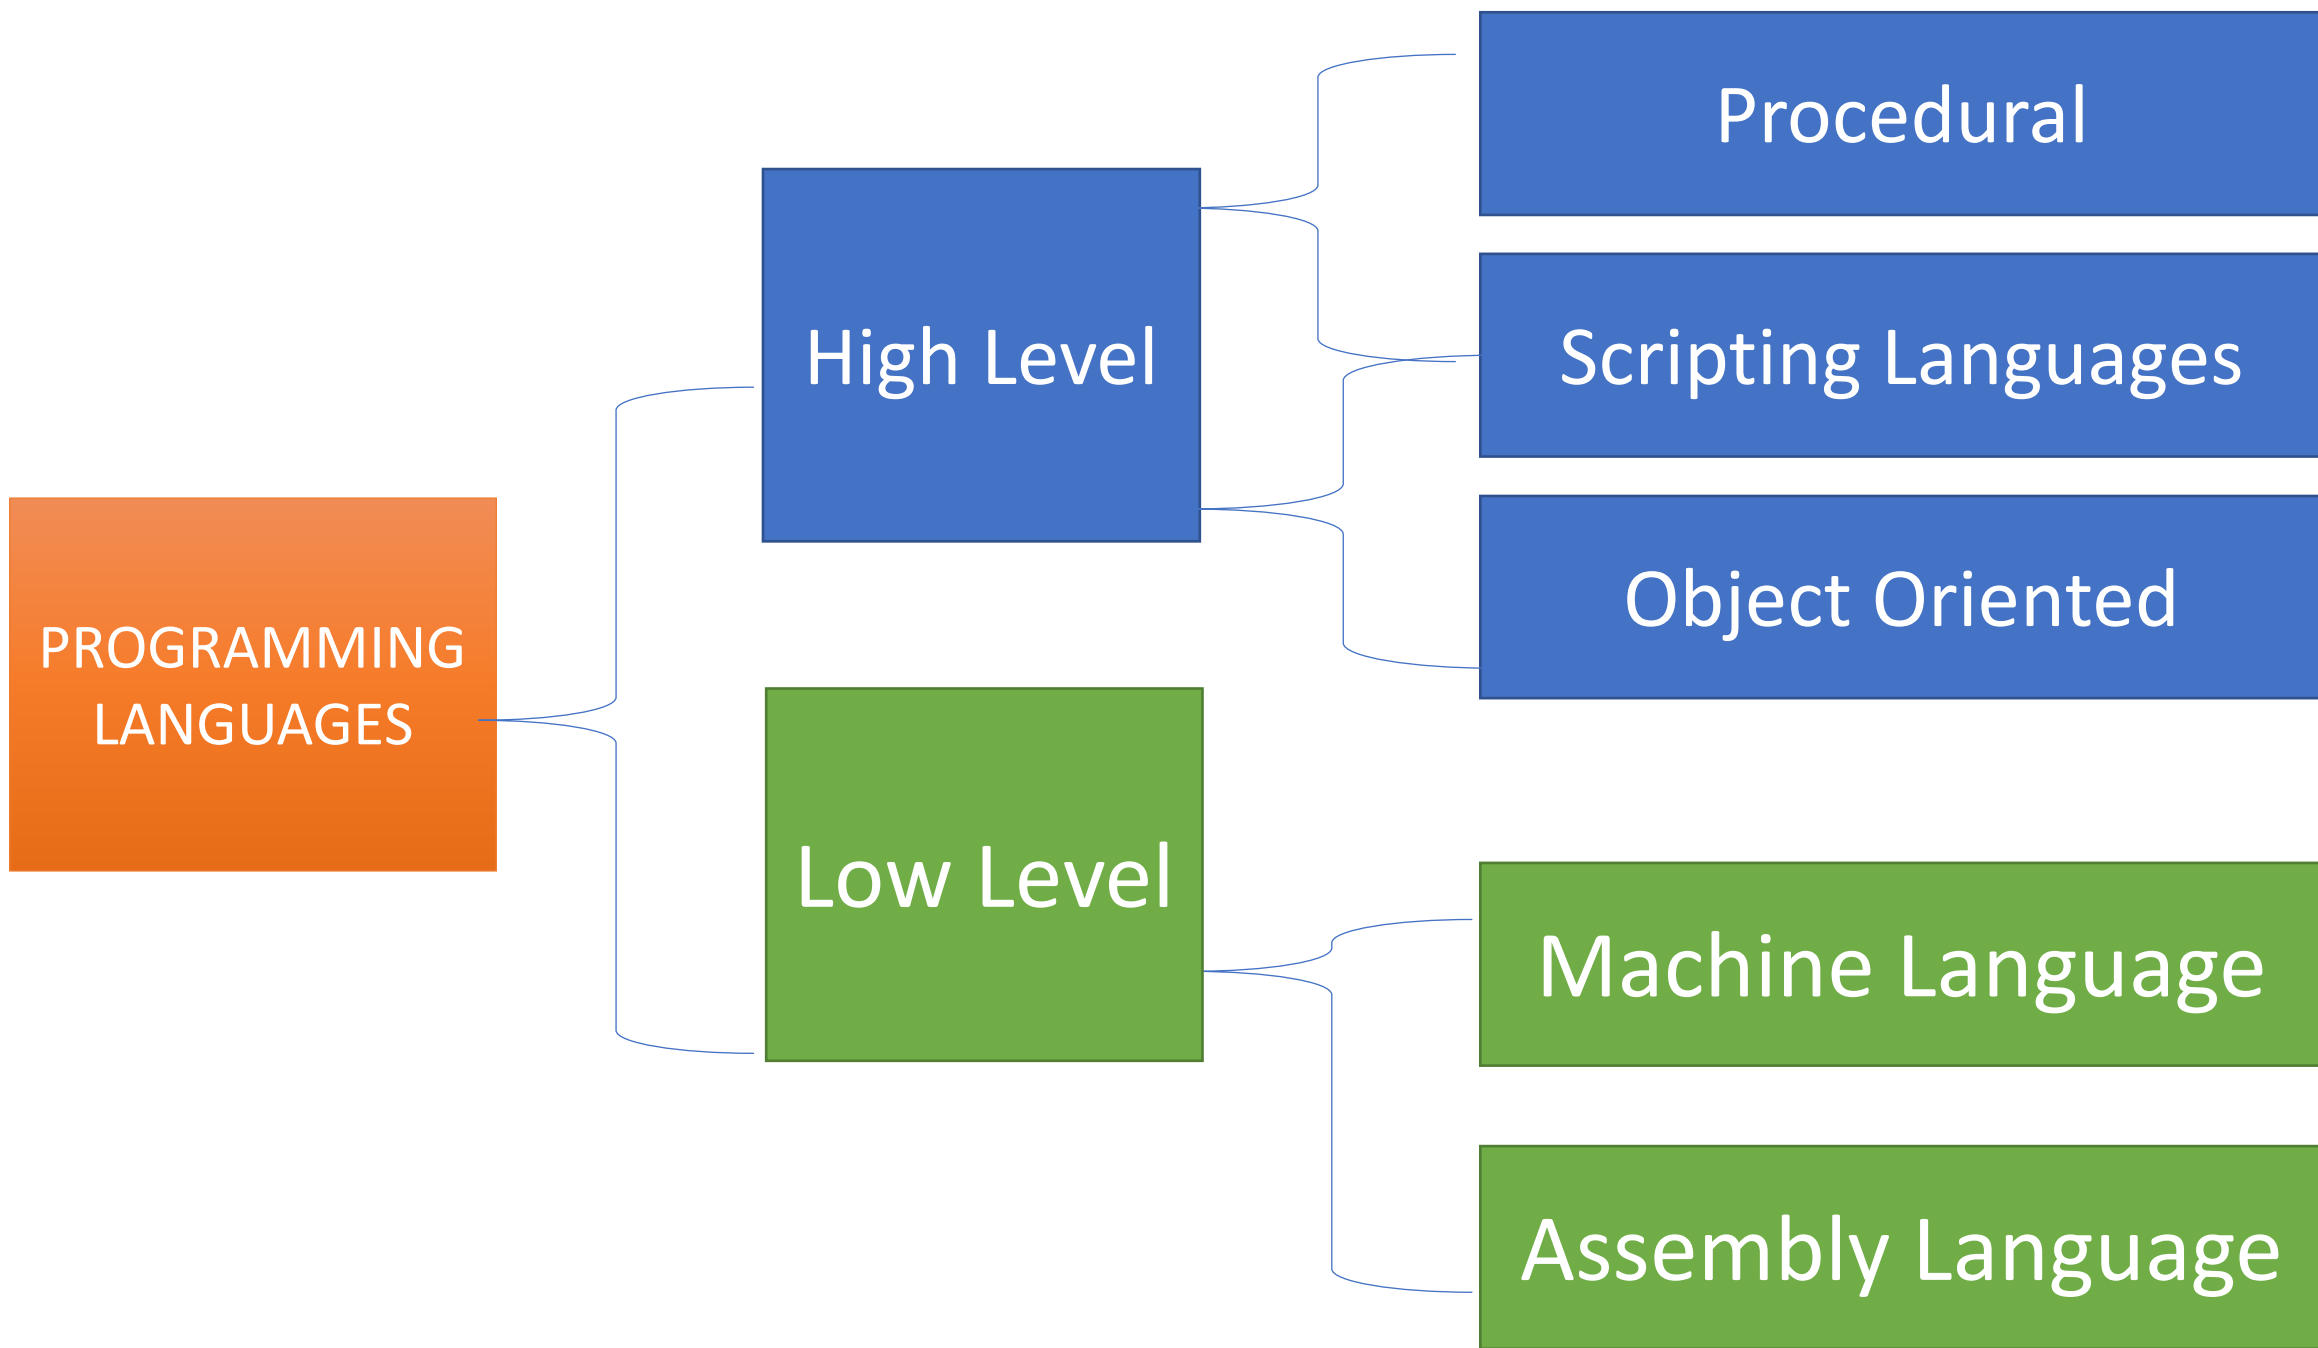 PROGRAMMING
LANGUAGES
High Level
Procedural
Scripting Languages
Object Oriented
Low Level
Machine Language
Assembly Language